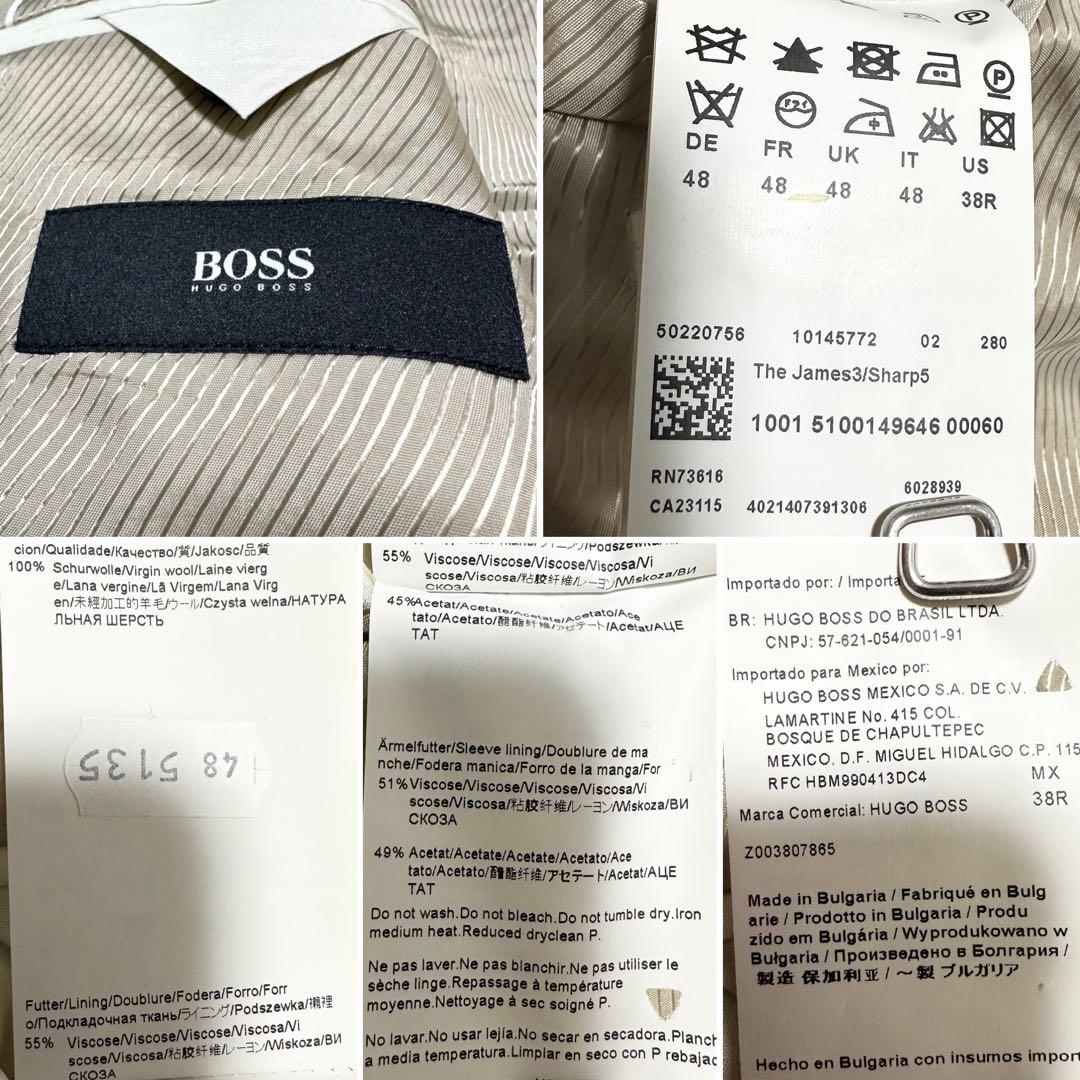 BOSS
HUGO BOSS
DE FR UK IT US
48 48 48 48 38R
50220756 10145772 02 280
The James3/Sharp5
1001 5100149646 00060
RN73616
CA23115 4021407391306 6028939
cion/Qualidade/Качество/質/Jakosc/品質
100% Schurwolle/Virgin wool/Laine vierg
e/Lana vergine/Lã Virgem/Lana Virg
en/未經加工的羊毛/ウール/Czysta welna/НАТУРА
ЛЬНАЯ ШЕРСТЬ
48 5135
Futter/Lining/Doublure/Fodera/Forro/Forr
o/Подкладочная ткань/ライニング/Podszewka/襯裡
55% Viscose/Viscose/Viscose/Viscosa/Vi
scose/Viscosa/粘胶纤维/レーヨン/Wiskoza/ВИ
СКОЗА
55% Viscose/Viscose/Viscose/Viscosa/Vi
scose/Viscosa/粘胶纤维/レーヨン/Wiskoza/ВИ
СКОЗА
45% Acetat/Acetate/Acetate/Acetato/Ace
tato/Acetato/醋酯纤维/アセテート/Acetat/АЦЕ
ТАТ
Ärmelfutter/Sleeve lining/Doublure de ma
nche/Fodera manica/Forro de la manga/For
51% Viscose/Viscose/Viscose/Viscosa/Vi
scose/Viscosa/粘胶纤维/レーヨン/Wiskoza/ВИ
СКОЗА
49% Acetat/Acetate/Acetate/Acetato/Ace
tato/Acetato/醋酯纤维/アセテート/Acetat/АЦЕ
ТАТ
Do not wash.Do not bleach.Do not tumble dry.Iron
medium heat.Reduced dryclean P.
Ne pas laver.Ne pas blanchir.Ne pas utiliser le
sèche linge.Repassage à température
moyenne.Nettoyage à sec soigné P.
No lavar.No usar lejía.No secar en secadora.Planch
a media temperatura.Limpiar en seco con P rebajac
Importado por: / Importa
BR: HUGO BOSS DO BRASIL LTDA.
CNPJ: 57-621-054/0001-91
Importado para Mexico por:
HUGO BOSS MEXICO S.A. DE C.V.
LAMARTINE No. 415 COL.
BOSQUE DE CHAPULTEPEC
MEXICO, D.F. MIGUEL HIDALGO C.P. 115
RFC HBM990413DC4 MX
Marca Comercial: HUGO BOSS 38R
Z003807865
Made in Bulgaria / Fabriqué en Bulg
arie / Prodotto in Bulgaria / Produ
zido em Bulgária / Wyprodukowano w
Bułgaria / Произведено в Болгария /
製造 保加利亚 / ～製 ブルガリア
Hecho en Bulgaria con insumos impor